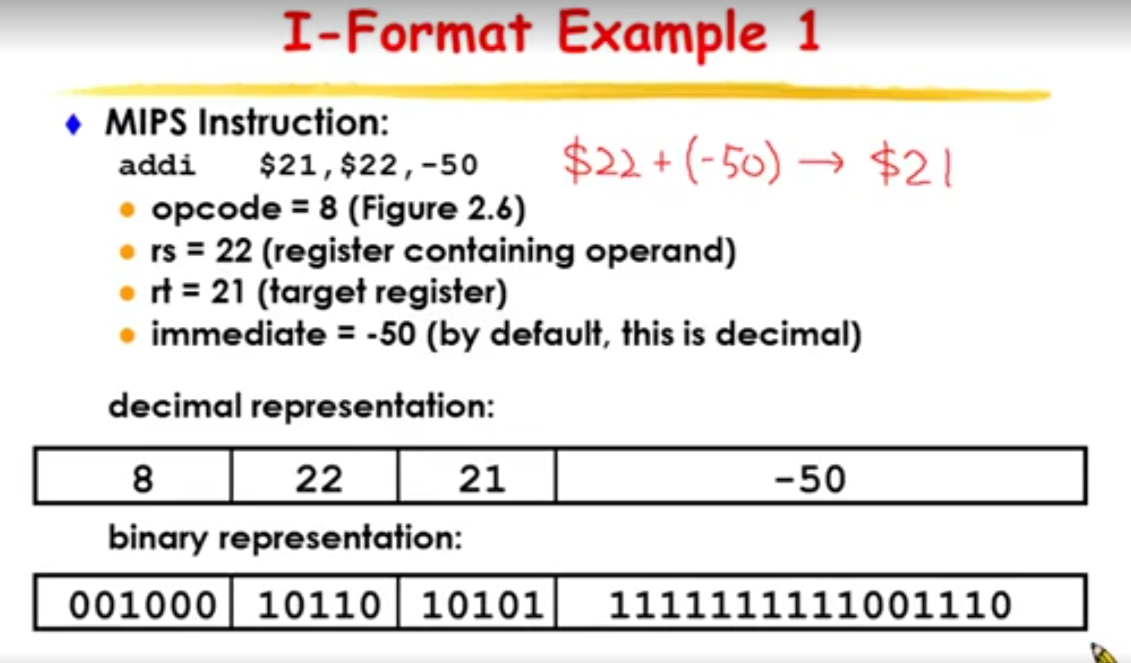 I-Format Example 1
MIPS Instruction:
addi $21,$22,-50 $22 + (-50) → $21
opcode = 8 (Figure 2.6)
rs = 22 (register containing operand)
rt = 21 (target register)
immediate = -50 (by default, this is decimal)
decimal representation:
8 22 21 -50
binary representation:
001000 10110 10101 1111111111001110